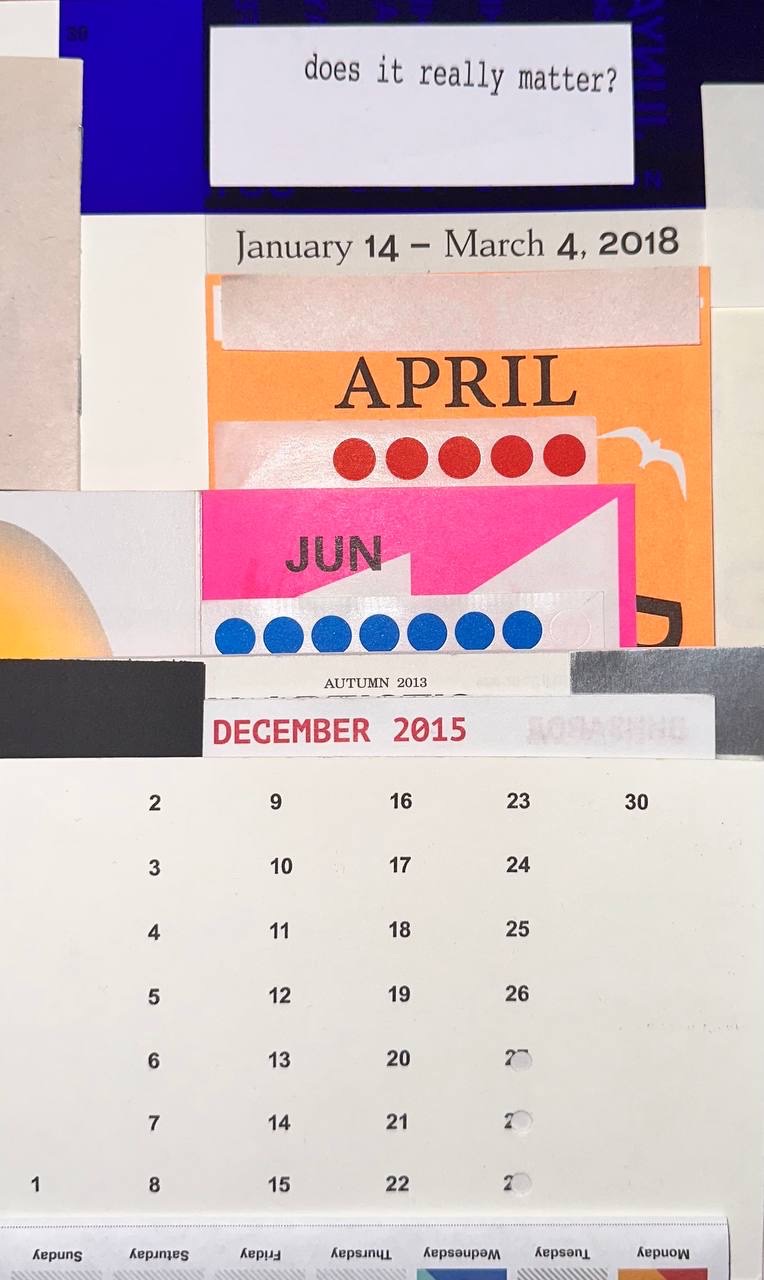 30
does it really matter?
January 14 – March 4, 2018
APRIL
JUN
AUTUMN 2013
DECEMBER 2015
2 9 16 23 30
3 10 17 24
4 11 18 25
5 12 19 26
6 13 20
7 14 21
1 8 15 22
Sunday Saturday Friday Thursday Wednesday Tuesday Monday